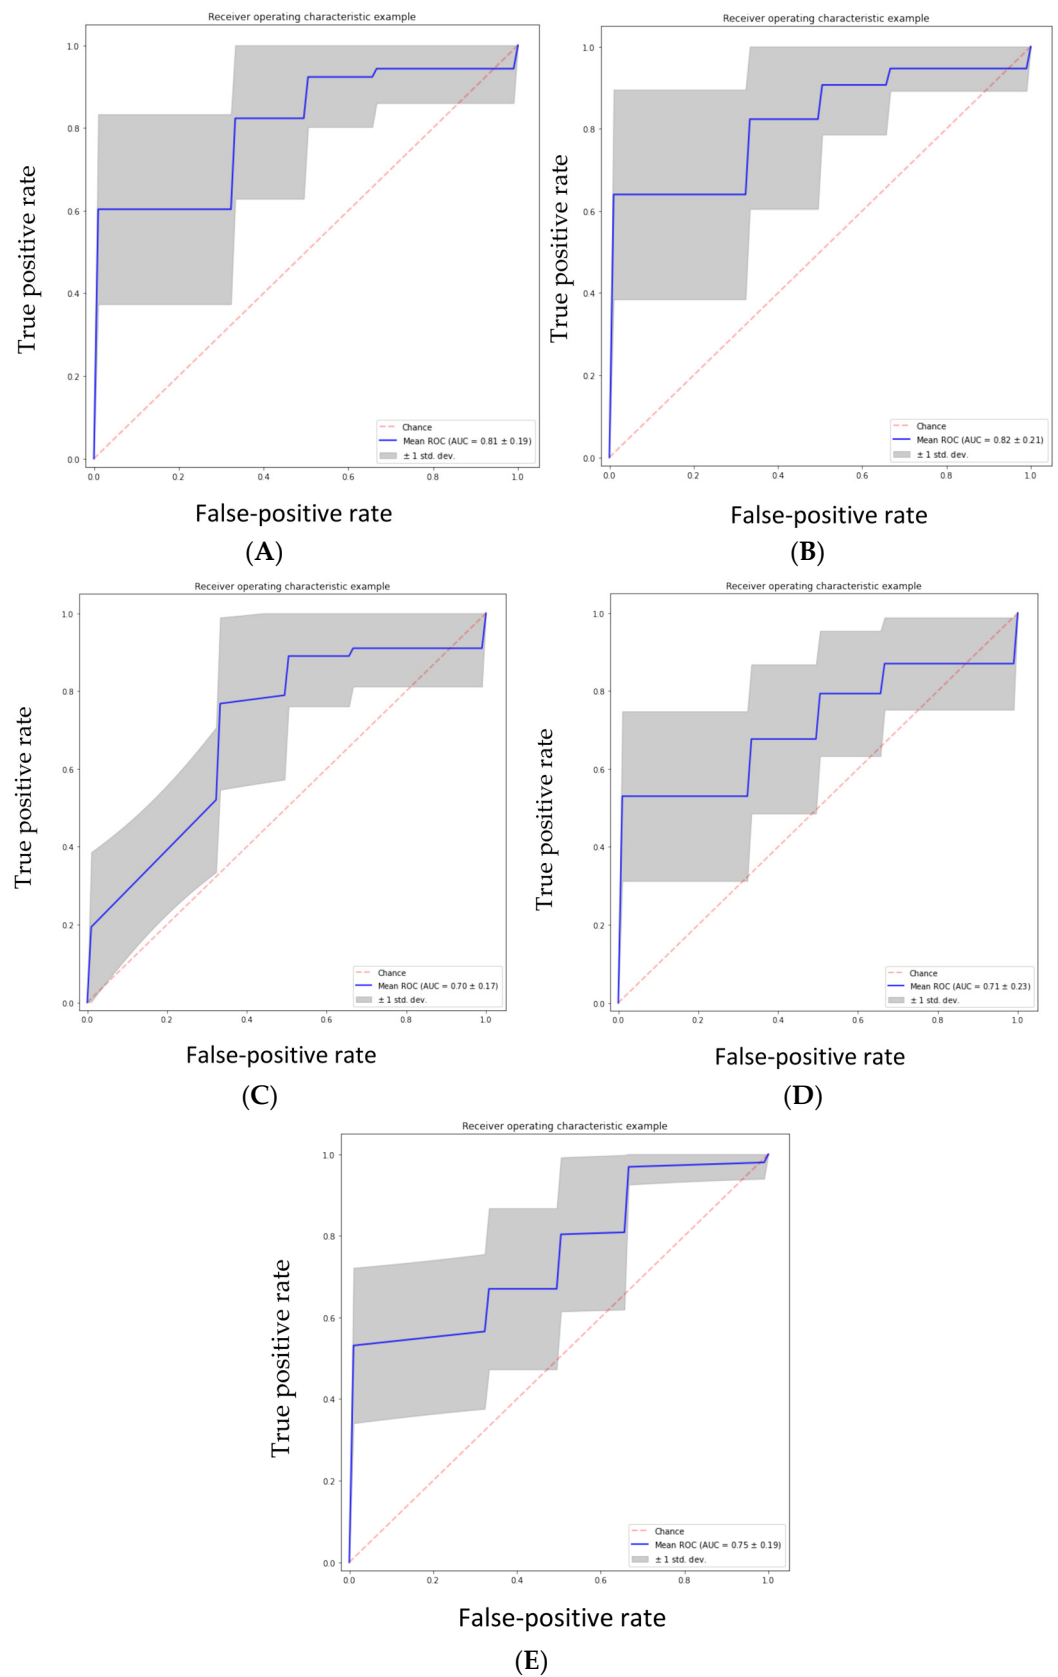 Receiver operating characteristic example
1.0
0.8
0.6
0.4
0.2
0.0
True positive rate
Chance
Mean ROC (AUC = 0.81 ± 0.19)
± 1 std. dev.
0.0 0.2 0.4 0.6 0.8 1.0
False-positive rate
(A)
Receiver operating characteristic example
1.0
0.8
0.6
0.4
0.2
0.0
True positive rate
Chance
Mean ROC (AUC = 0.82 ± 0.21)
± 1 std. dev.
0.0 0.2 0.4 0.6 0.8 1.0
False-positive rate
(B)
Receiver operating characteristic example
1.0
0.8
0.6
0.4
0.2
0.0
True positive rate
Chance
Mean ROC (AUC = 0.70 ± 0.17)
± 1 std. dev.
0.0 0.2 0.4 0.6 0.8 1.0
False-positive rate
(C)
Receiver operating characteristic example
1.0
0.8
0.6
0.4
0.2
0.0
True positive rate
Chance
Mean ROC (AUC = 0.71 ± 0.23)
± 1 std. dev.
0.0 0.2 0.4 0.6 0.8 1.0
False-positive rate
(D)
Receiver operating characteristic example
1.0
0.8
0.6
0.4
0.2
0.0
True positive rate
Chance
Mean ROC (AUC = 0.75 ± 0.19)
± 1 std. dev.
0.0 0.2 0.4 0.6 0.8 1.0
False-positive rate
(E)